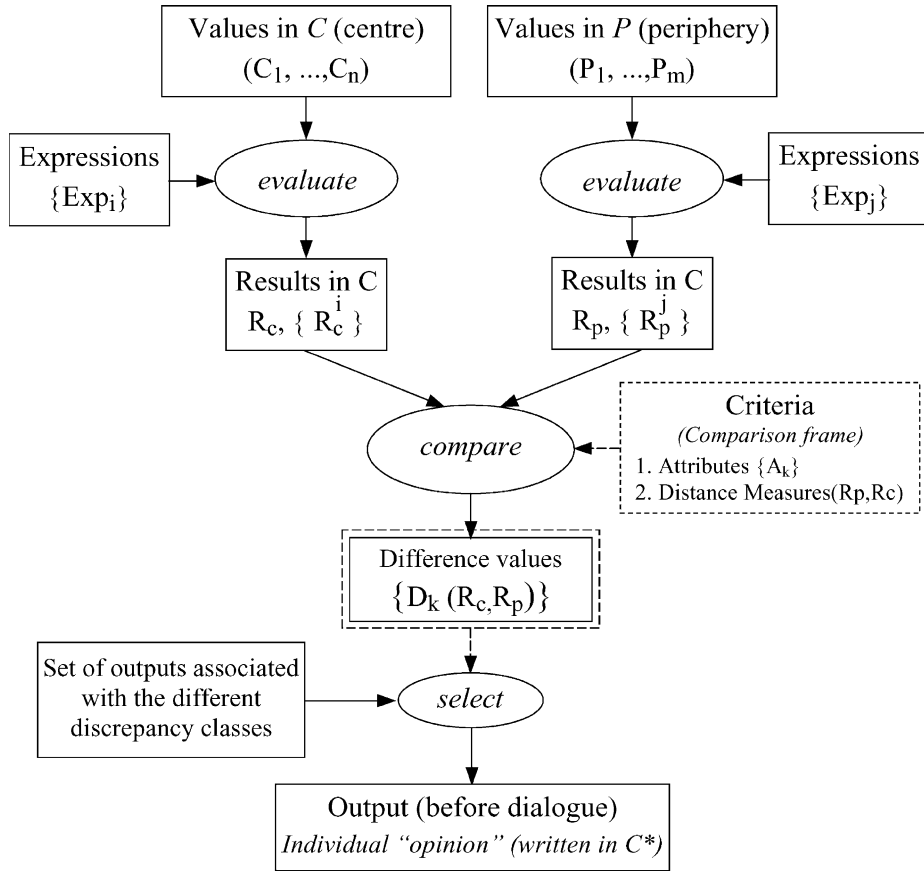 Values in C (centre)
(C1, ...,Cn)
Values in P (periphery)
(P1, ...,Pm)
Expressions
{Expi}
evaluate
evaluate
Expressions
{Expj}
Results in C
Rc, { Rci }
Results in C
Rp, { Rpj }
compare
Criteria
(Comparison frame)
1. Attributes {Ak}
2. Distance Measures(Rp,Rc)
Difference values
{Dk (Rc,Rp)}
Set of outputs associated
with the different
discrepancy classes
select
Output (before dialogue)
Individual “opinion” (written in C*)